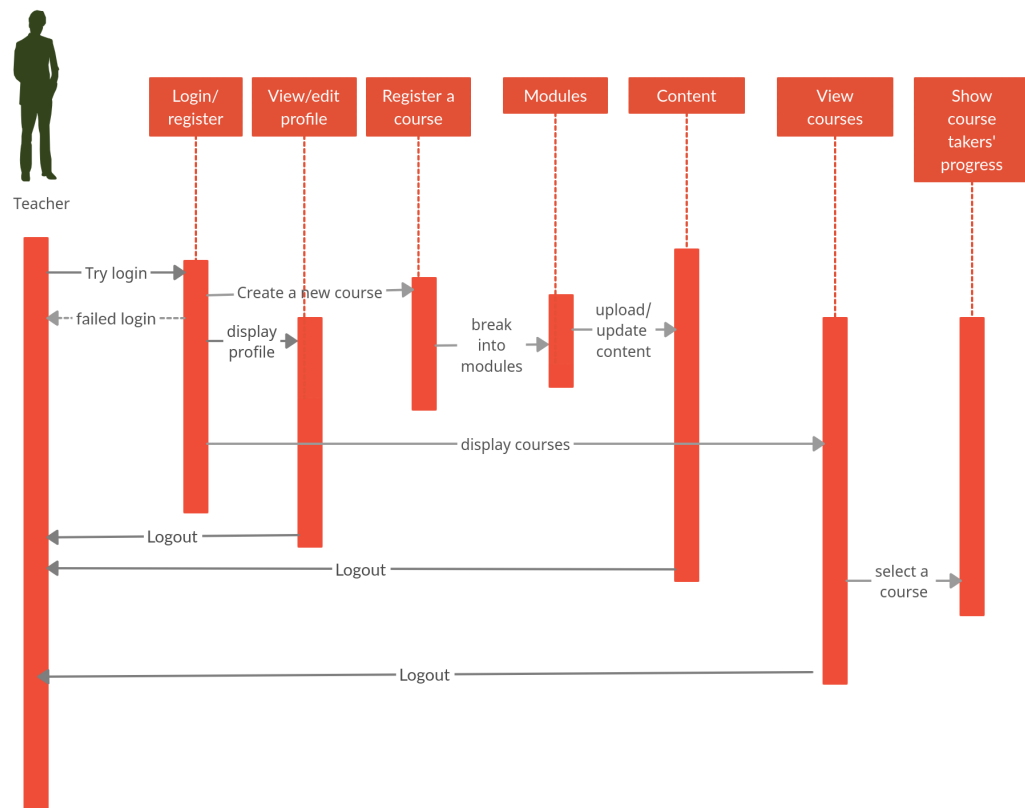 Login/
register
View/edit
profile
Register a
course
Modules
Content
View
courses
Show
course
takers'
progress
Teacher
Try login
Create a new course
failed login
display
profile
break
into
modules
upload/
update
content
display courses
Logout
Logout
select a
course
Logout